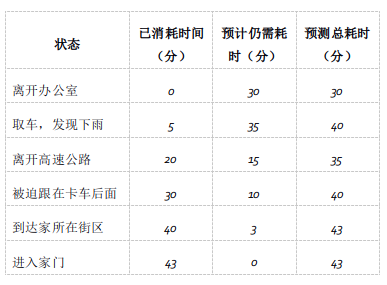 状态 已消耗时间（分） 预计仍需耗时（分） 预测总耗时（分）
离开办公室 0 30 30
取车，发现下雨 5 35 40
离开高速公路 20 15 35
被迫跟在卡车后面 30 10 40
到达家所在街区 40 3 43
进入家门 43 0 43